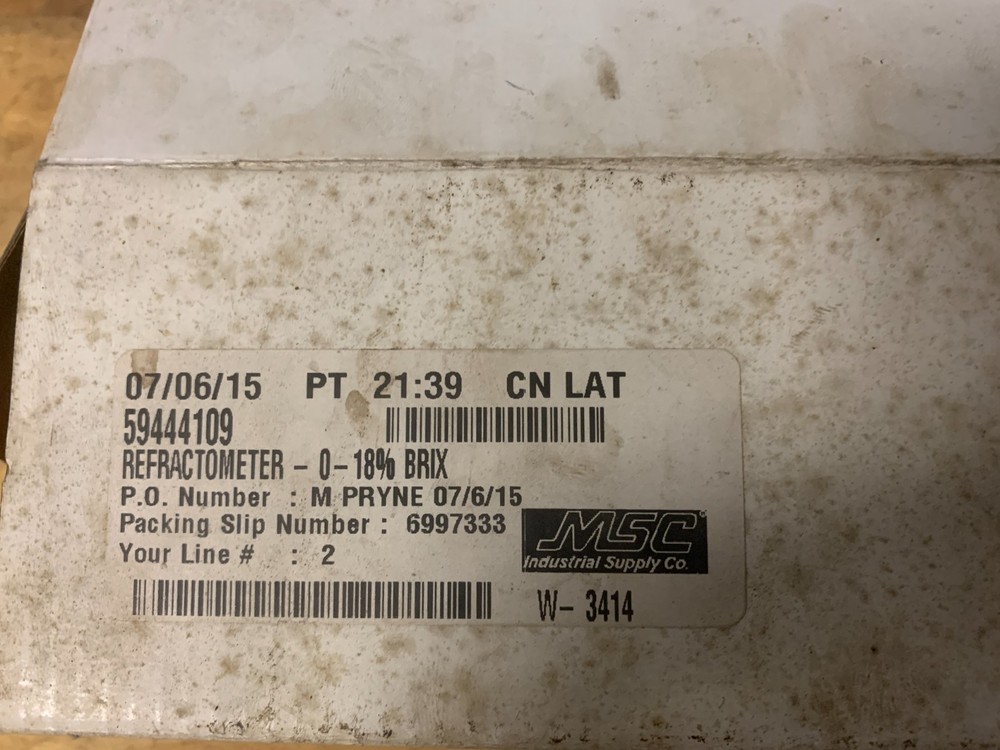 07/06/15 PT 21:39 CN LAT
59444109
REFRACTOMETER - 0-18% BRIX
P.O. Number : M PRYNE 07/6/15
Packing Slip Number : 6997333
Your Line # : 2
MSC
Industrial Supply Co.
W- 3414